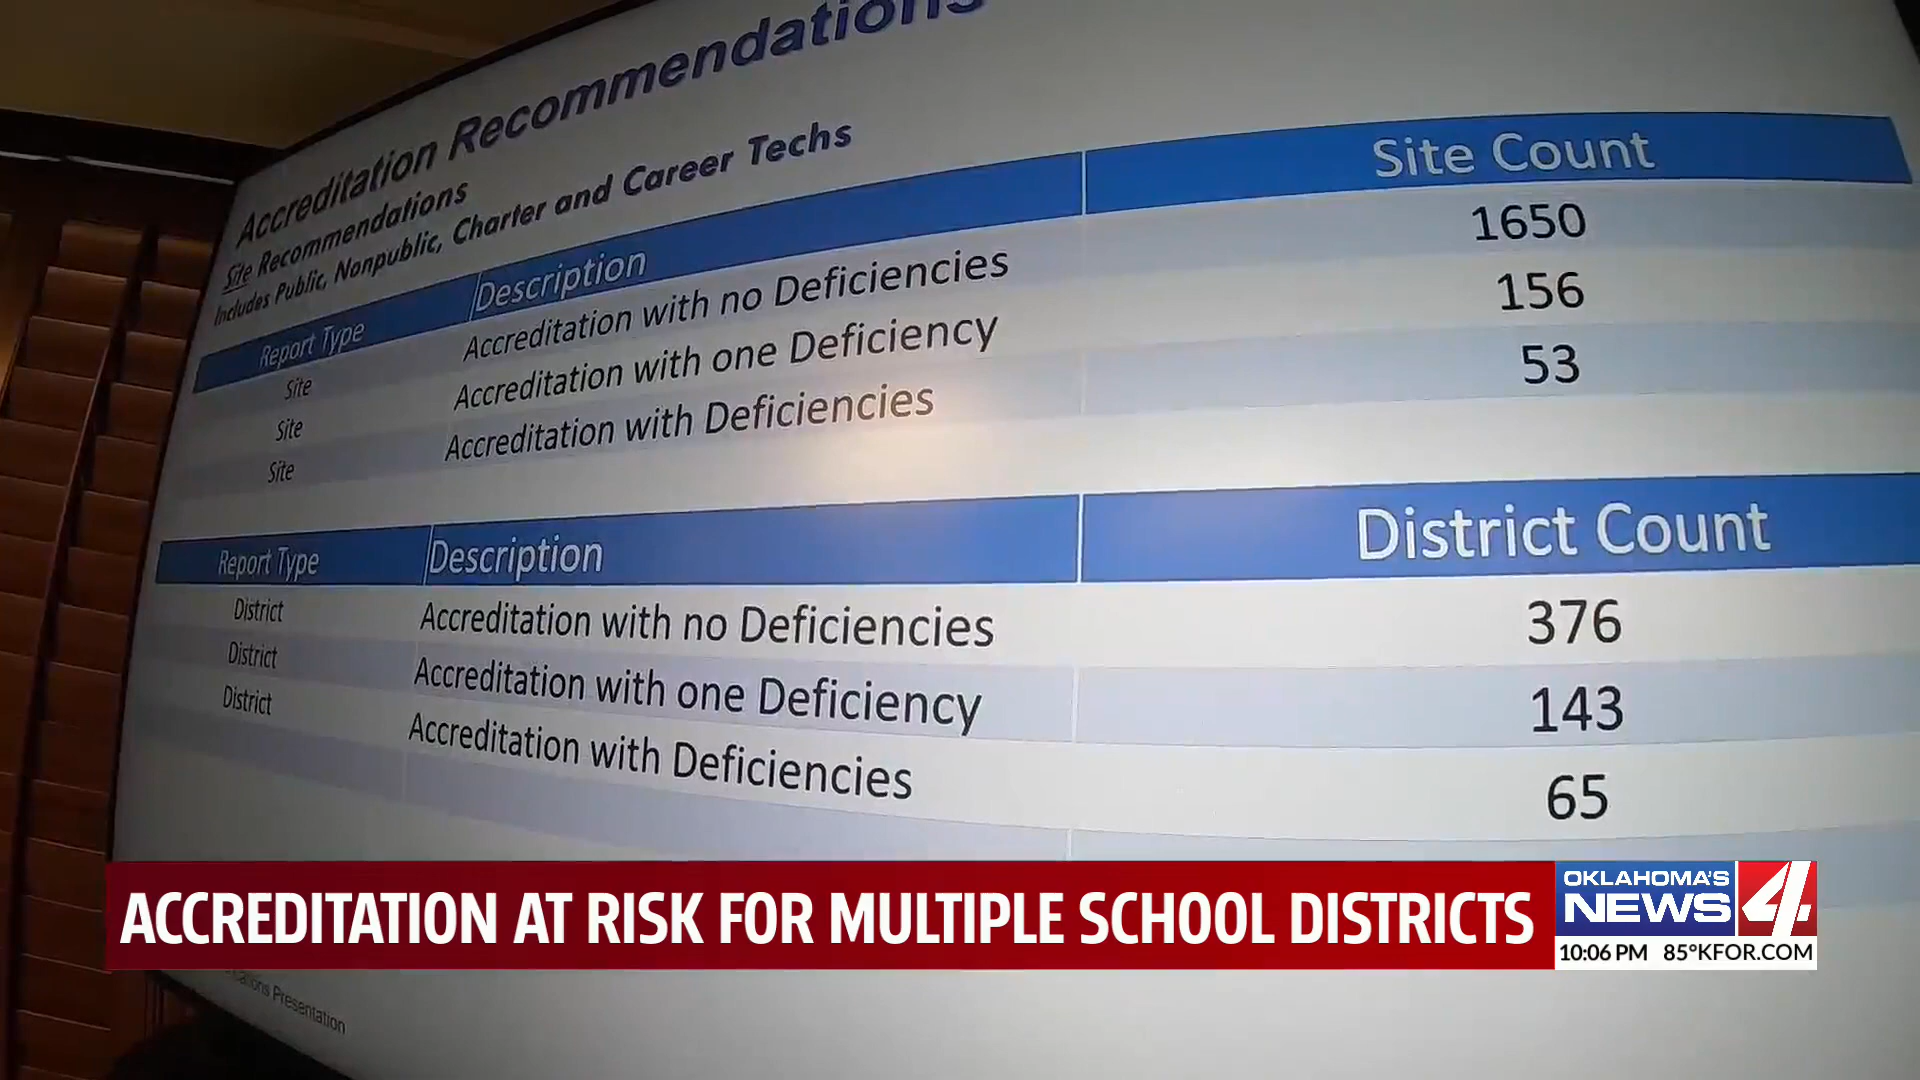 Accreditation Recommendations
Site Recommendations
Includes Public, Nonpublic, Charter and Career Techs
Report Type Description Site Count
Site Accreditation with no Deficiencies 1650
Site Accreditation with one Deficiency 156
Site Accreditation with Deficiencies 53
Report Type Description District Count
District Accreditation with no Deficiencies 376
District Accreditation with one Deficiency 143
District Accreditation with Deficiencies 65
ACCREDITATION AT RISK FOR MULTIPLE SCHOOL DISTRICTS
OKLAHOMA'S
NEWS 4
10:06 PM 85° KFOR.COM
Presentation